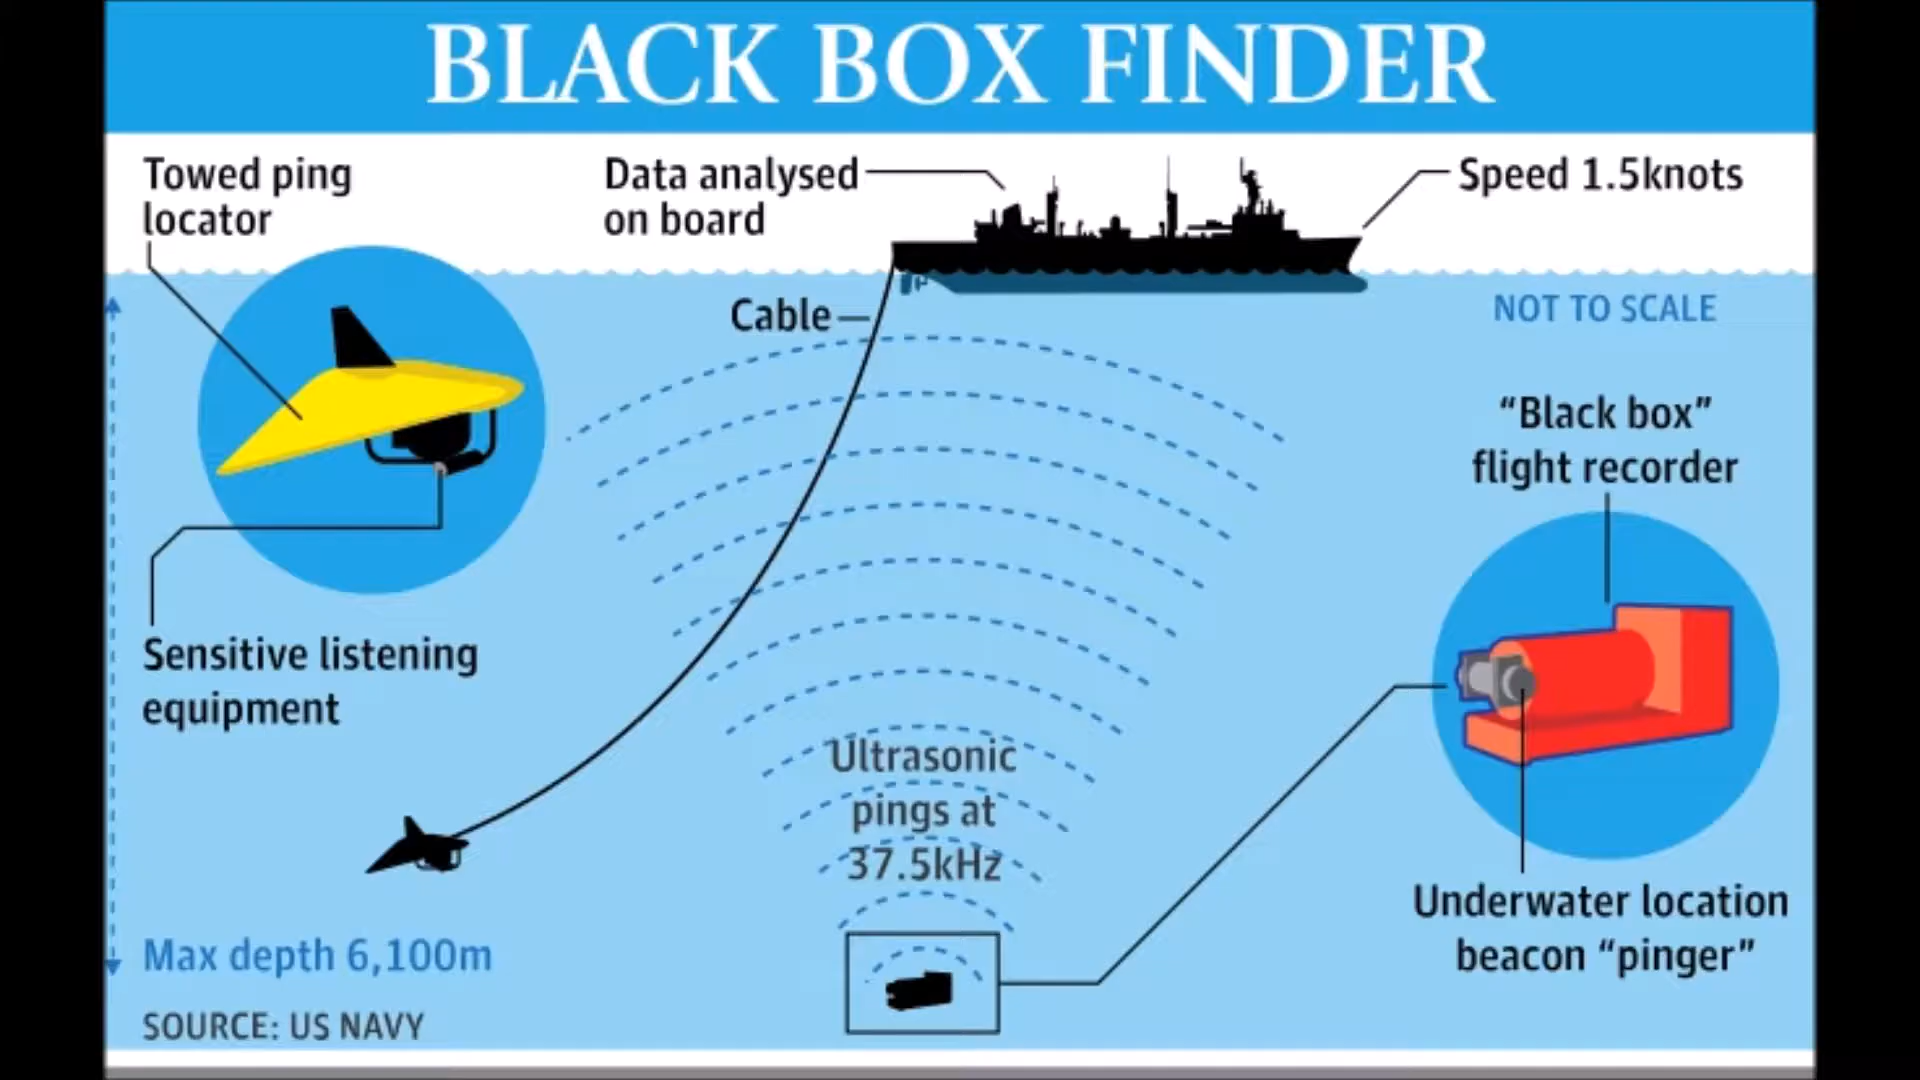 BLACK BOX FINDER
Towed ping
locator
Data analysed
on board
Speed 1.5knots
Cable
NOT TO SCALE
“Black box”
flight recorder
Sensitive listening
equipment
Ultrasonic
pings at
37.5kHz
Underwater location
beacon “pinger”
Max depth 6,100m
SOURCE: US NAVY